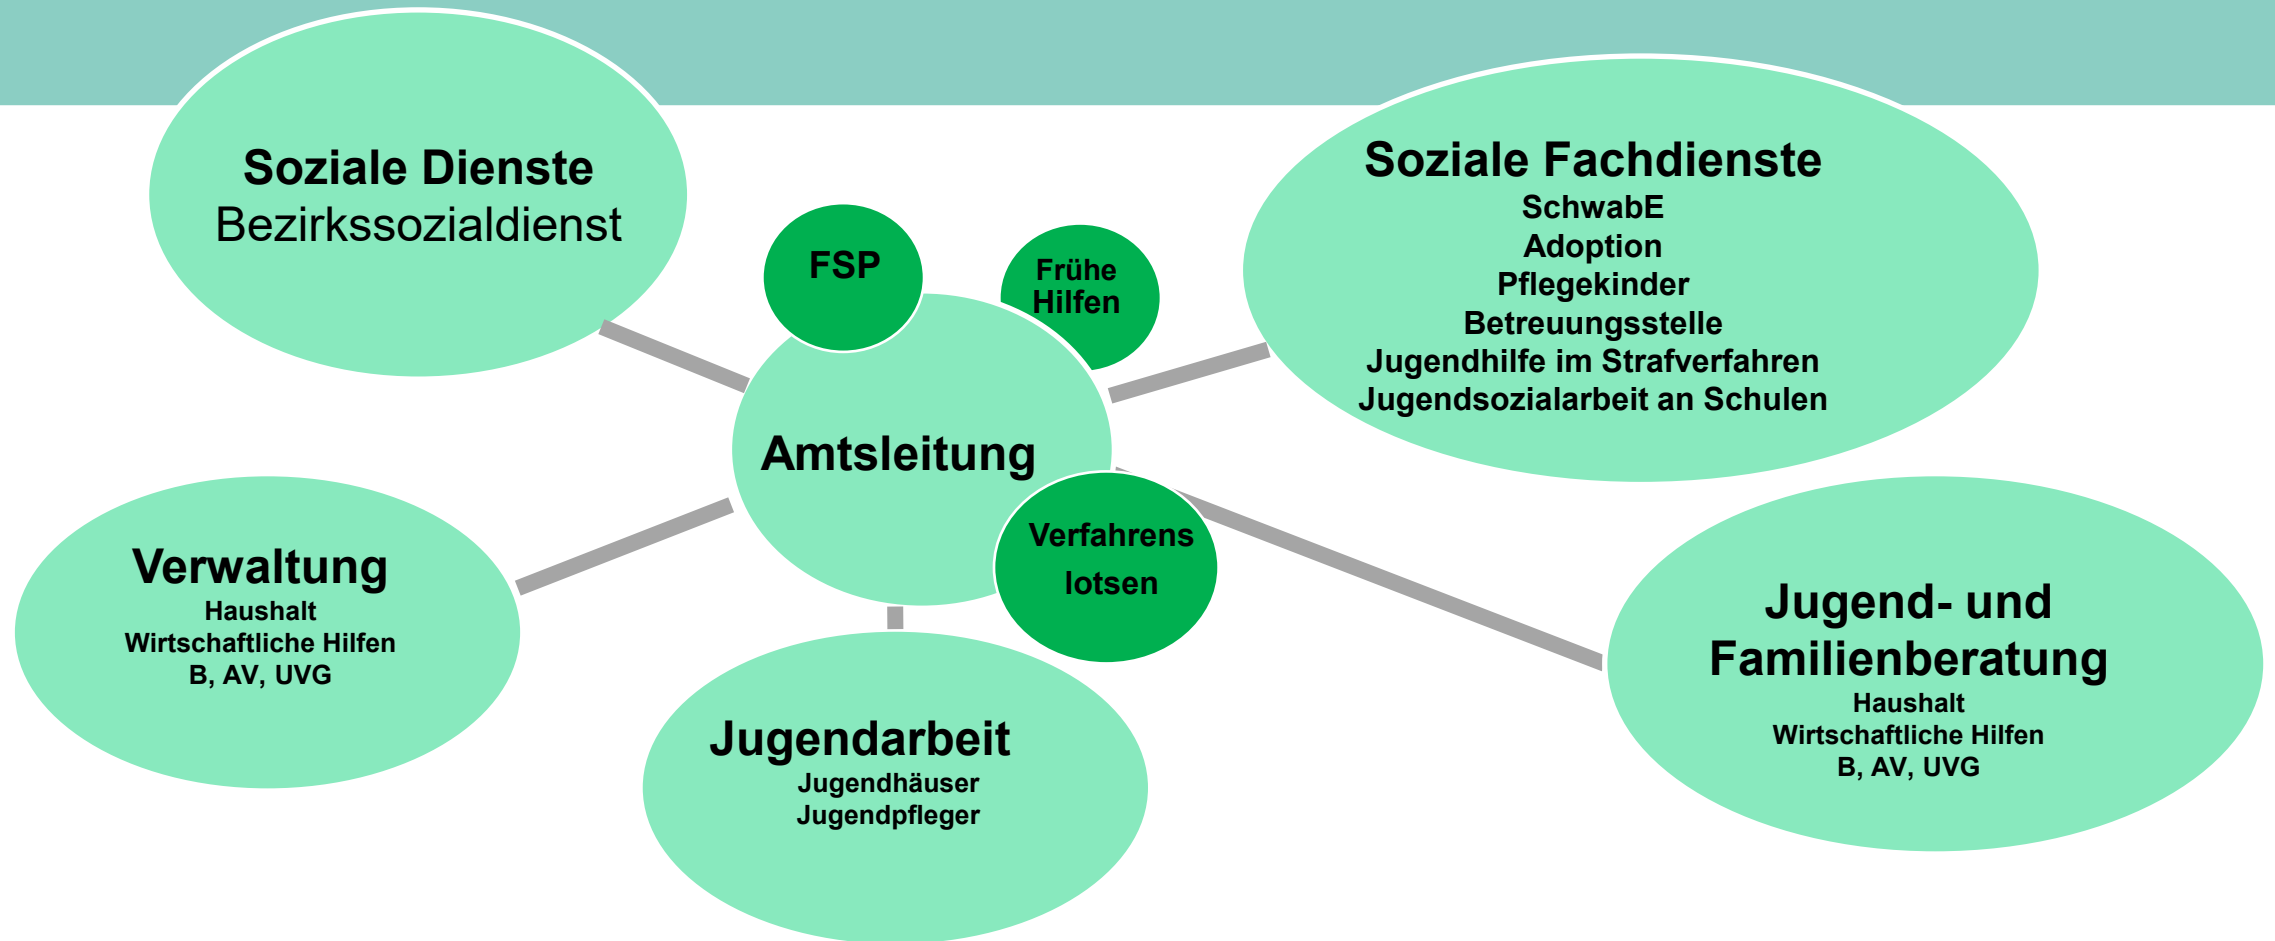 Soziale Dienste
Bezirkssozialdienst
FSP
Frühe
Hilfen
Soziale Fachdienste
SchwabE
Adoption
Pflegekinder
Betreuungsstelle
Jugendhilfe im Strafverfahren
Jugendsozialarbeit an Schulen
Amtsleitung
Verfahrens
lotsen
Verwaltung
Haushalt
Wirtschaftliche Hilfen
B, AV, UVG
Jugendarbeit
Jugendhäuser
Jugendpfleger
Jugend- und
Familienberatung
Haushalt
Wirtschaftliche Hilfen
B, AV, UVG